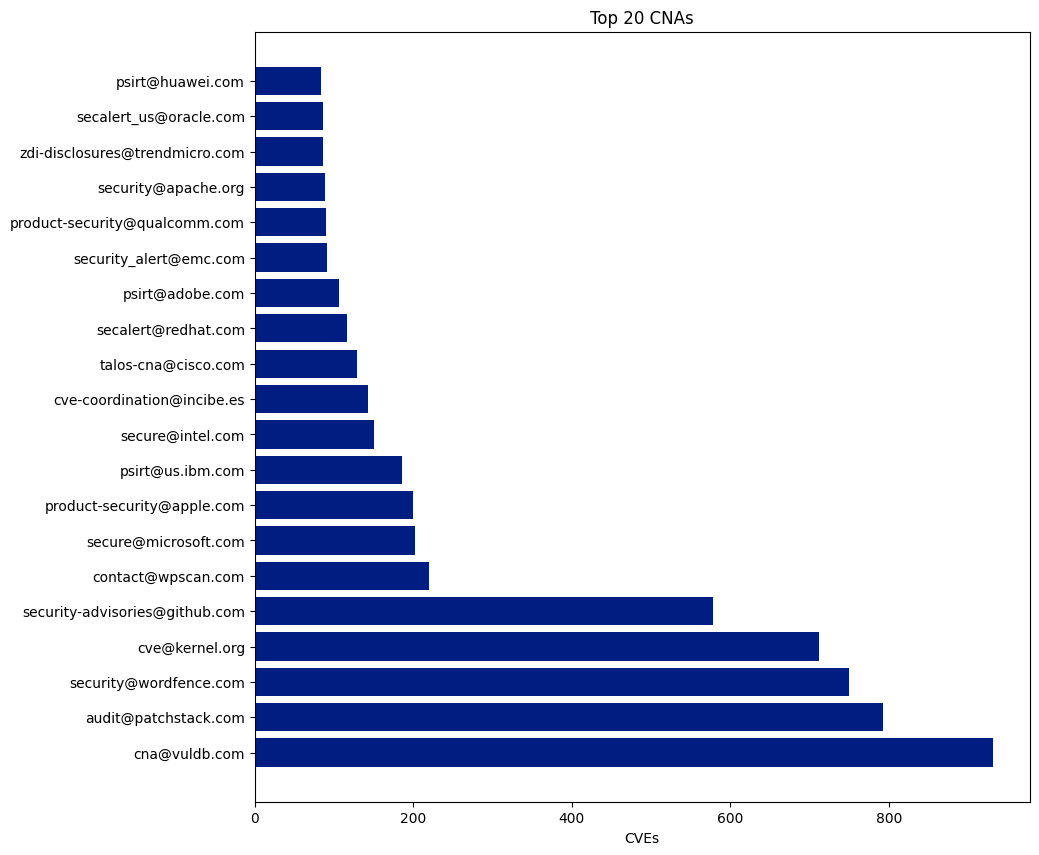 Top 20 CNAs
psirt@huawei.com
secalert_us@oracle.com
zdi-disclosures@trendmicro.com
security@apache.org
product-security@qualcomm.com
security_alert@emc.com
psirt@adobe.com
secalert@redhat.com
talos-cna@cisco.com
cve-coordination@incibe.es
secure@intel.com
psirt@us.ibm.com
product-security@apple.com
secure@microsoft.com
contact@wpscan.com
security-advisories@github.com
cve@kernel.org
security@wordfence.com
audit@patchstack.com
cna@vuldb.com
0 200 400 600 800
CVEs